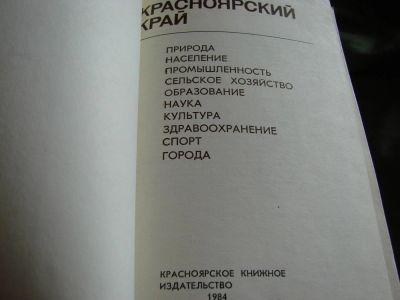 КРАСНОЯРСКИЙ
КРАЙ
ПРИРОДА
НАСЕЛЕНИЕ
ПРОМЫШЛЕННОСТЬ
СЕЛЬСКОЕ ХОЗЯЙСТВО
ОБРАЗОВАНИЕ
НАУКА
КУЛЬТУРА
ЗДРАВООХРАНЕНИЕ
СПОРТ
ГОРОДА
КРАСНОЯРСКОЕ КНИЖНОЕ
ИЗДАТЕЛЬСТВО
1984